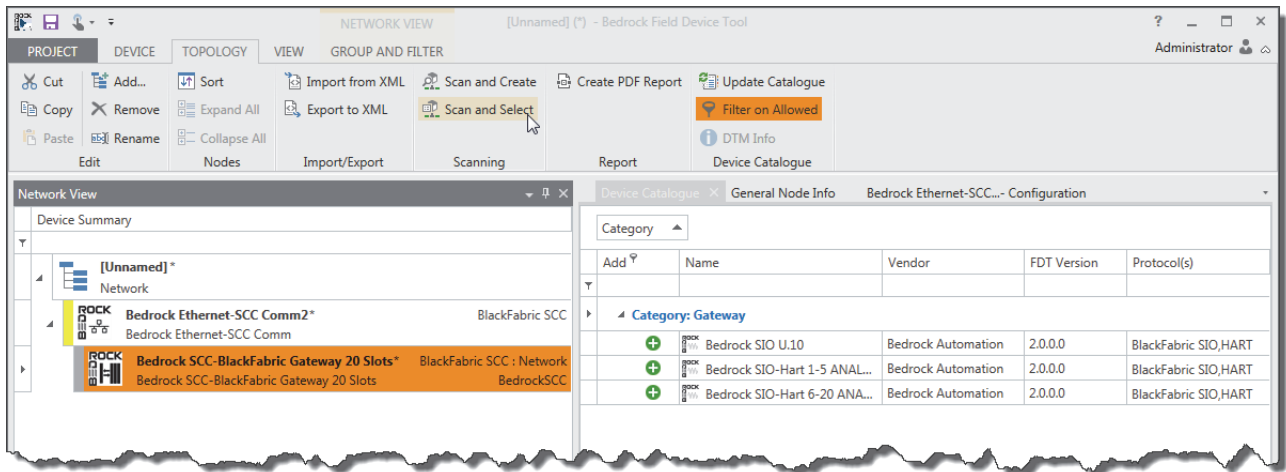 NETWORK VIEW [Unnamed] (*) - Bedrock Field Device Tool ?
PROJECT DEVICE TOPOLOGY VIEW GROUP AND FILTER Administrator
Cut Add... Sort Import from XML Scan and Create Create PDF Report Update Catalogue
Copy Remove Expand All Export to XML Scan and Select Filter on Allowed
Paste Rename Collapse All DTM Info
Edit Nodes Import/Export Scanning Report Device Catalogue
Network View Device Catalogue General Node Info Bedrock Ethernet-SCC...- Configuration
Device Summary
Category
Add Name Vendor FDT Version Protocol(s)
[Unnamed]*
Network
Category: Gateway
Bedrock Ethernet-SCC Comm2* BlackFabric SCC
Bedrock Ethernet-SCC Comm
Bedrock SIO U.10 Bedrock Automation 2.0.0.0 BlackFabric SIO,HART
Bedrock SCC-BlackFabric Gateway 20 Slots* BlackFabric SCC : Network
Bedrock SIO-Hart 1-5 ANAL... Bedrock Automation 2.0.0.0 BlackFabric SIO,HART
Bedrock SCC-BlackFabric Gateway 20 Slots BedrockSCC
Bedrock SIO-Hart 6-20 ANA... Bedrock Automation 2.0.0.0 BlackFabric SIO,HART